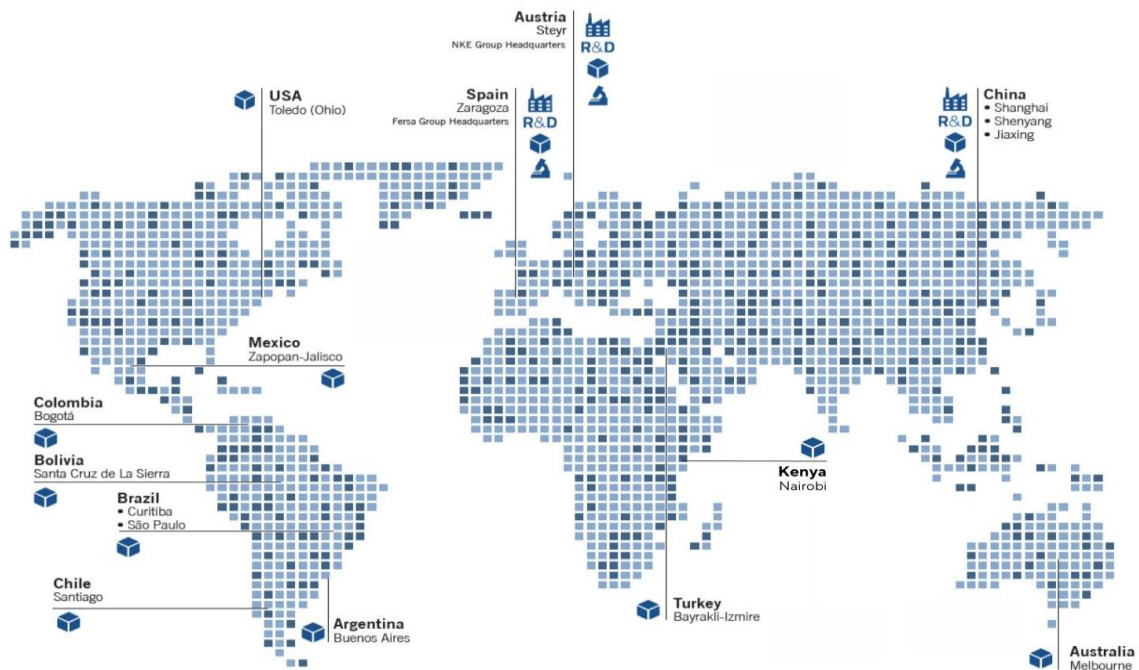 Austria
Steyr
NKE Group Headquarters
R&D
USA
Toledo (Ohio)
Spain
Zaragoza
Fersa Group Headquarters
R&D
China
• Shanghai
• Shenyang
• Jiaxing
R&D
Mexico
Zapopan-Jalisco
Colombia
Bogotá
Bolivia
Santa Cruz de La Sierra
Brazil
• Curitiba
• São Paulo
Kenya
Nairobi
Chile
Santiago
Argentina
Buenos Aires
Turkey
Bayrakli-Izmire
Australia
Melbourne